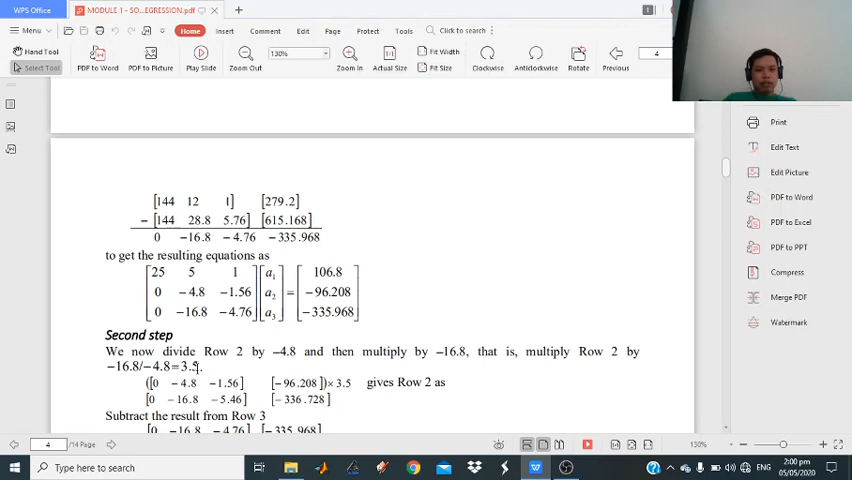 WPS Office
MODULE 1 - SO...EGRESSION.pdf
Menu
Home Insert Comment Edit Page Protect Tools Click to search
Hand Tool
Select Tool
PDF to Word PDF to Picture Play Slide Zoom Out 130% Zoom In Actual Size Fit Width Fit Size Clockwise Anticlockwise Rotate Previous 4
Print
Edit Text
Edit Picture
PDF to Word
PDF to Excel
PDF to PPT
Compress
Merge PDF
Watermark
[144 12 1] [279.2]
− [144 28.8 5.76] [615.168]
0 −16.8 −4.76 −335.968
to get the resulting equations as
[25 5 1] [a1] [106.8]
[0 −4.8 −1.56] [a2] = [−96.208]
[0 −16.8 −4.76] [a3] [−335.968]
Second step
We now divide Row 2 by −4.8 and then multiply by −16.8, that is, multiply Row 2 by
−16.8/−4.8=3.5.
([0 −4.8 −1.56] [−96.208])×3.5 gives Row 2 as
[0 −16.8 −5.46] [−336.728]
Subtract the result from Row 3
[0 −16.8 −4.76] [−335.968]
4 /14 Page 130%
Type here to search
ENG
2:00 pm
05/05/2020